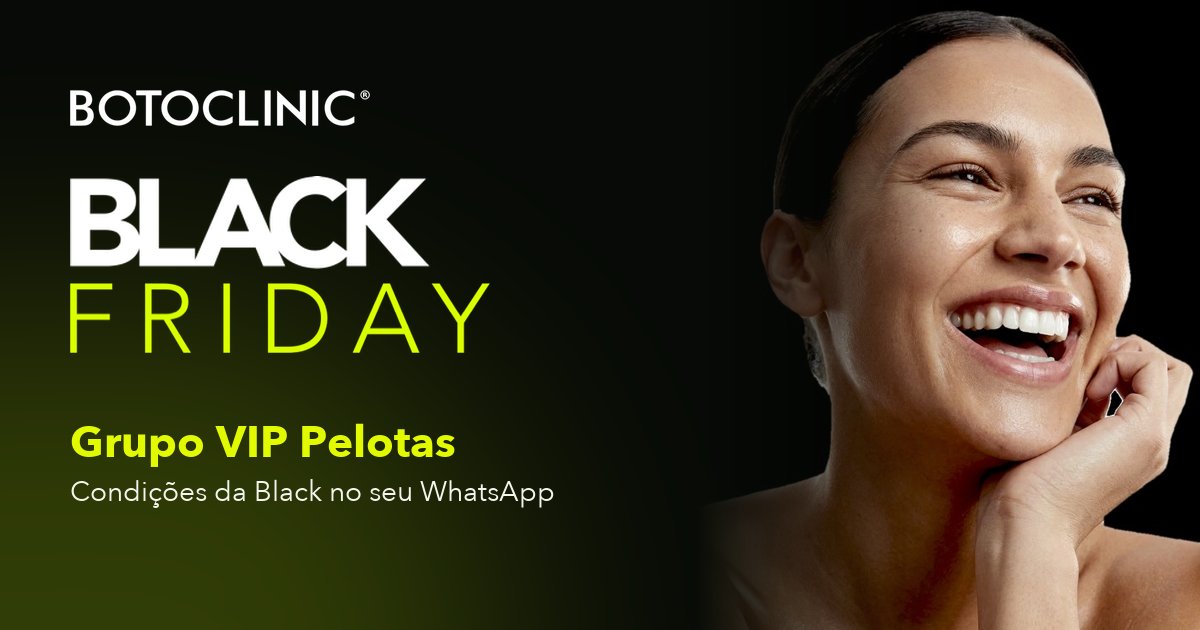 BOTOCLINIC®
BLACK
FRIDAY
Grupo VIP Pelotas
Condições da Black no seu WhatsApp